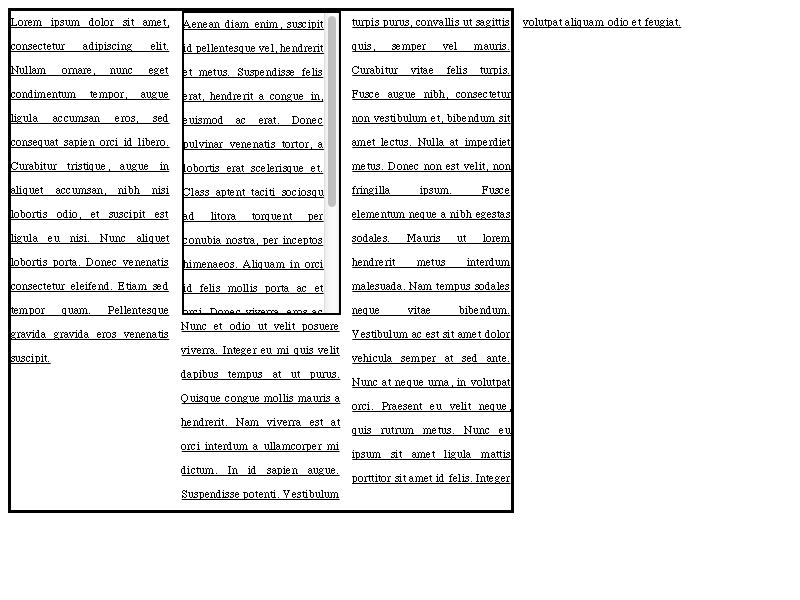 Lorem ipsum dolor sit amet,
consectetur adipiscing elit.
Nullam ornare, nunc eget
condimentum tempor, augue
ligula accumsan eros, sed
consequat sapien orci id libero.
Curabitur tristique, augue in
aliquet accumsan, nibh nisi
lobortis odio, et suscipit est
ligula eu nisi. Nunc aliquet
lobortis porta. Donec venenatis
consectetur eleifend. Etiam sed
tempor quam. Pellentesque
gravida gravida eros venenatis
suscipit.
Aenean diam enim, suscipit
id pellentesque vel, hendrerit
et metus. Suspendisse felis
erat, hendrerit a congue in,
euismod ac erat. Donec
pulvinar venenatis tortor, a
lobortis erat scelerisque et.
Class aptent taciti sociosqu
ad litora torquent per
conubia nostra, per inceptos
himenaeos. Aliquam in orci
id felis mollis porta ac et
orci. Donec viverra eros ac
Nunc et odio ut velit posuere
viverra. Integer eu mi quis velit
dapibus tempus at ut purus.
Quisque congue mollis mauris a
hendrerit. Nam viverra est at
orci interdum a ullamcorper mi
dictum. In id sapien augue.
Suspendisse potenti. Vestibulum
turpis purus, convallis ut sagittis
quis, semper vel mauris.
Curabitur vitae felis turpis.
Fusce augue nibh, consectetur
non vestibulum et, bibendum sit
amet lectus. Nulla at imperdiet
metus. Donec non est velit, non
fringilla ipsum. Fusce
elementum neque a nibh egestas
sodales. Mauris ut lorem
hendrerit metus interdum
malesuada. Nam tempus sodales
neque vitae bibendum.
Vestibulum ac est sit amet dolor
vehicula semper at sed ante.
Nunc at neque urna, in volutpat
orci. Praesent eu velit neque,
quis rutrum metus. Nunc eu
ipsum sit amet ligula mattis
porttitor sit amet id felis. Integer
volutpat aliquam odio et feugiat.